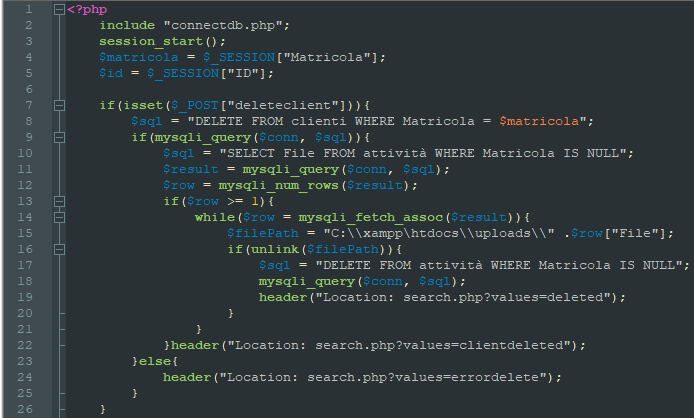 1 <?php
2 include "connectdb.php";
3 session_start();
4 $matricola = $_SESSION["Matricola"];
5 $id = $_SESSION["ID"];
6
7 if(isset($_POST["deleteclient"])){
8 $sql = "DELETE FROM clienti WHERE Matricola = $matricola";
9 if(mysqli_query($conn, $sql)){
10 $sql = "SELECT File FROM attività WHERE Matricola IS NULL";
11 $result = mysqli_query($conn, $sql);
12 $row = mysqli_num_rows($result);
13 if($row >= 1){
14 while($row = mysqli_fetch_assoc($result)){
15 $filePath = "C:\\xampp\htdocs\\uploads\\" .$row["File"];
16 if(unlink($filePath)){
17 $sql = "DELETE FROM attività WHERE Matricola IS NULL";
18 mysqli_query($conn, $sql);
19 header("Location: search.php?values=deleted");
20 }
21 }
22 }header("Location: search.php?values=clientdeleted");
23 }else{
24 header("Location: search.php?values=errordelete");
25 }
26 }